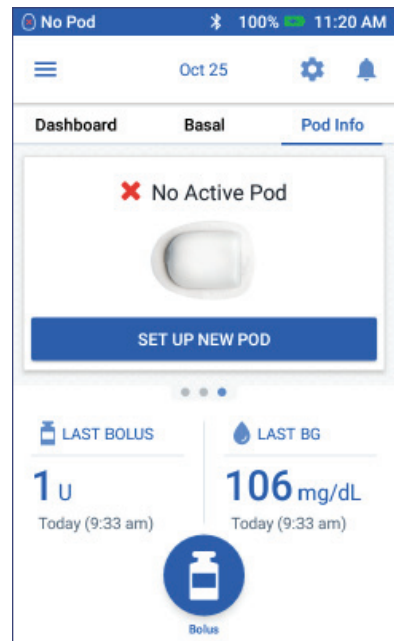 No Pod 100% 11:20 AM
Oct 25
Dashboard Basal Pod Info
No Active Pod
SET UP NEW POD
LAST BOLUS LAST BG
1 U 106 mg/dL
Today (9:33 am) Today (9:33 am)
Bolus